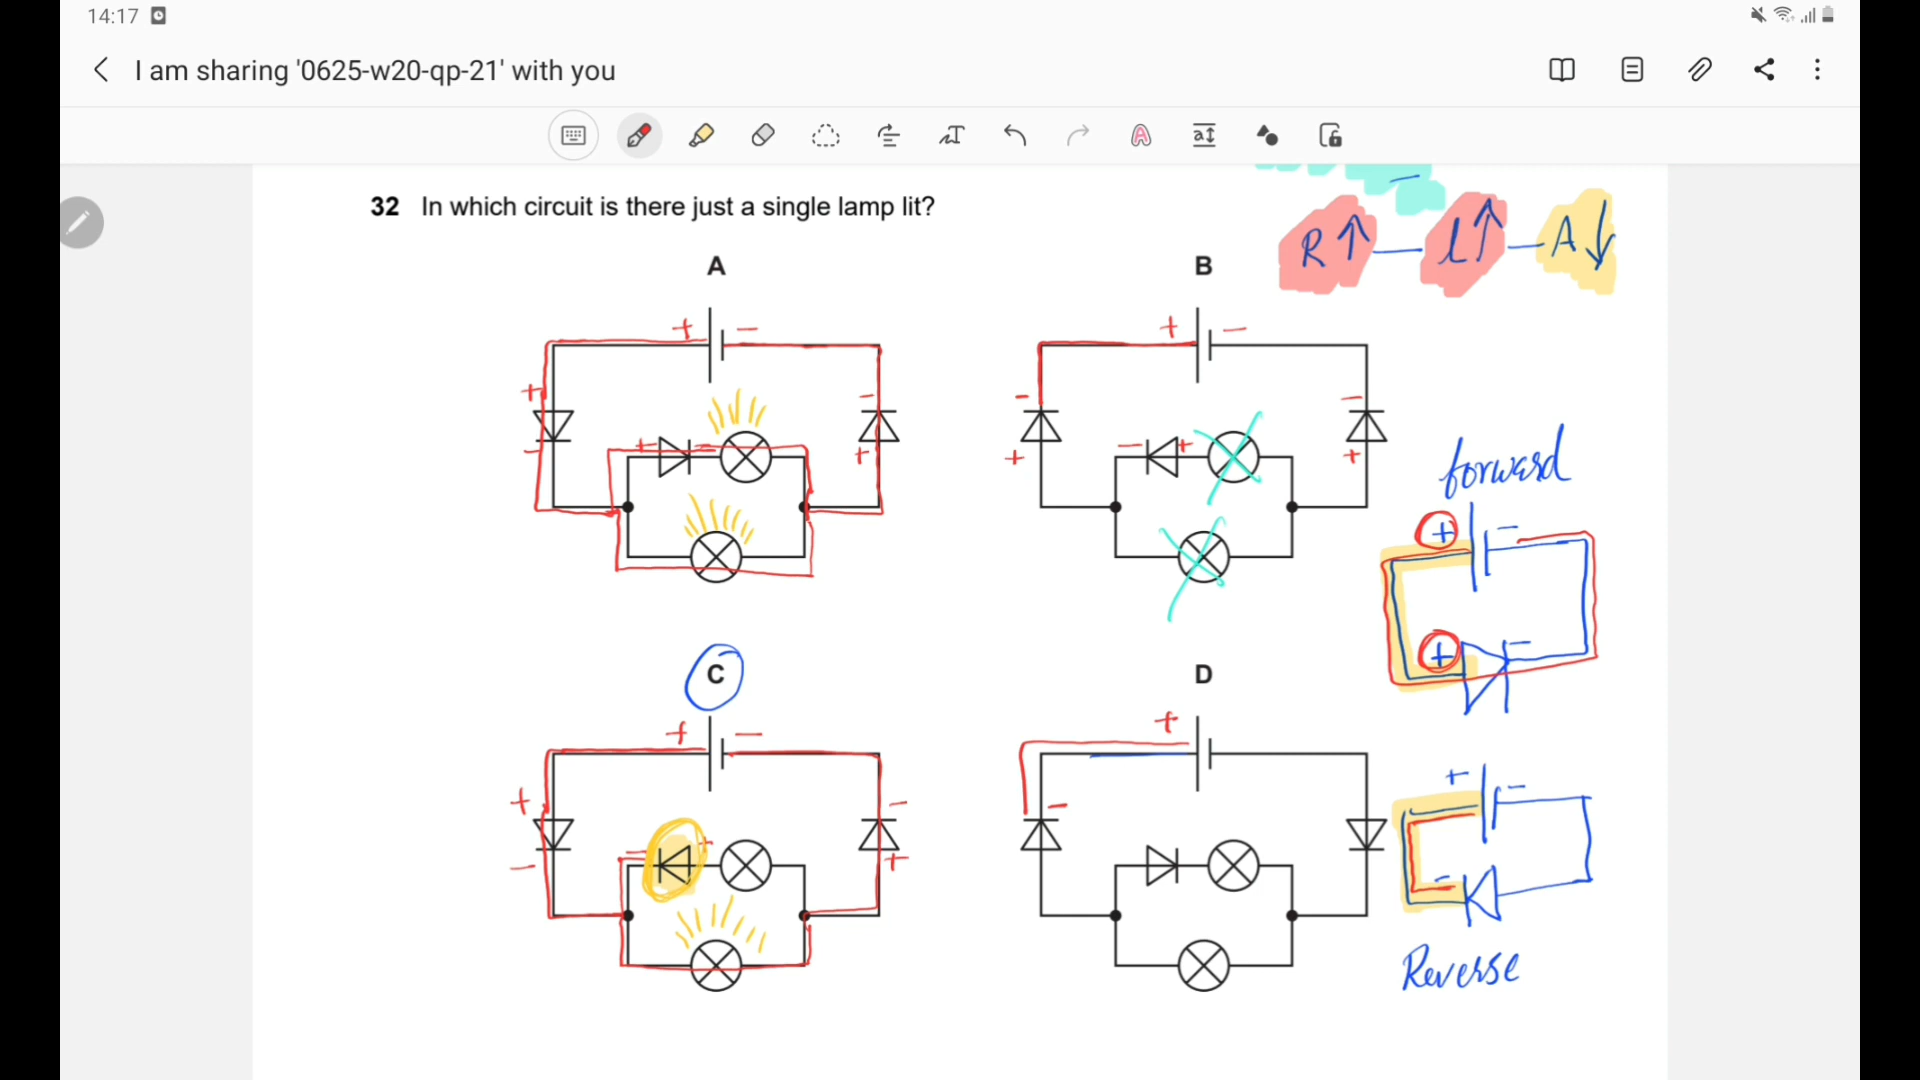 14:17
I am sharing '0625-w20-qp-21' with you
32 In which circuit is there just a single lamp lit?
R↑ — l↑ — A↓
A
B
+ − + −
+ − − −
− + + − + − + +
forward
+ −
+ −
C
D
+ − +
+ − −
− − + +
+ −
−
Reverse